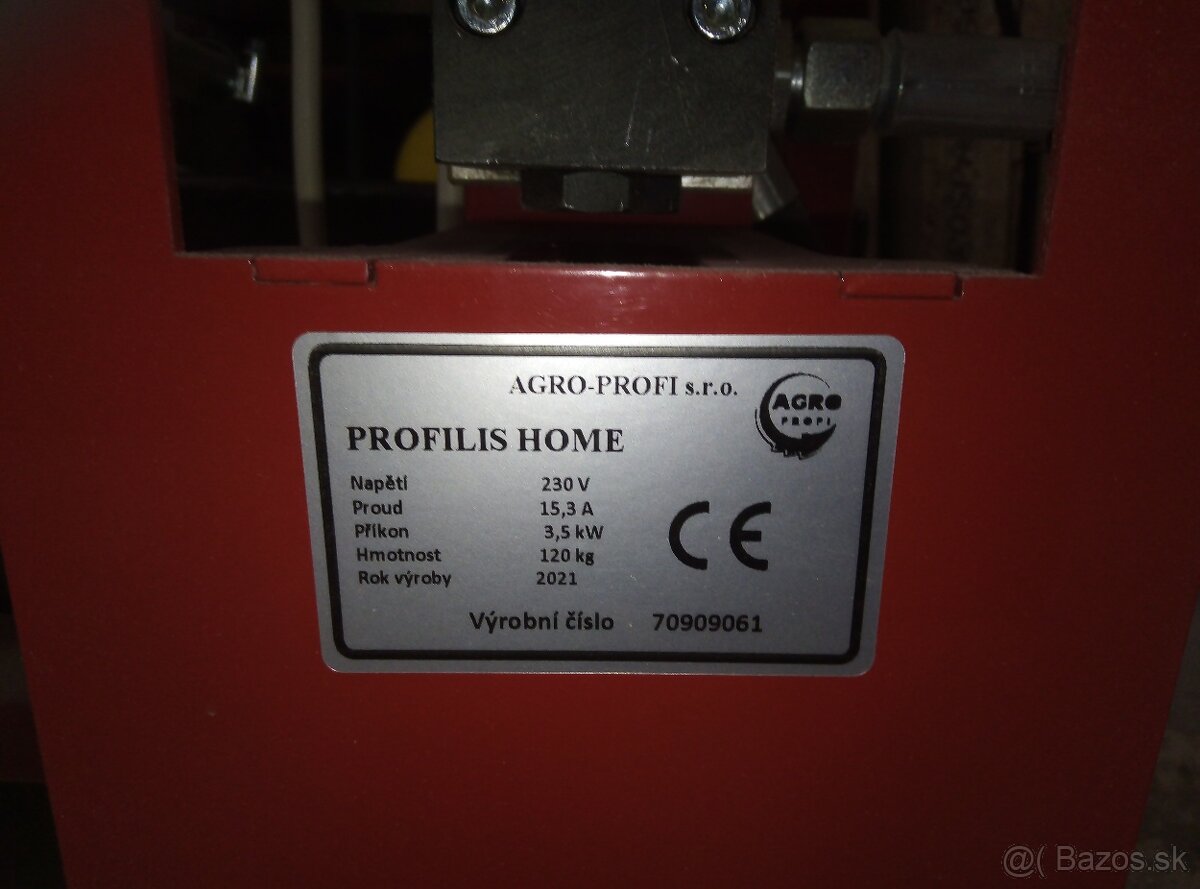 AGRO-PROFI s.r.o.
AGRO
PROFI
PROFILIS HOME
Napětí 230 V
Proud 15,3 A
Příkon 3,5 kW
Hmotnost 120 kg
Rok výroby 2021
CE
Výrobní číslo 70909061
@( Bazos.sk